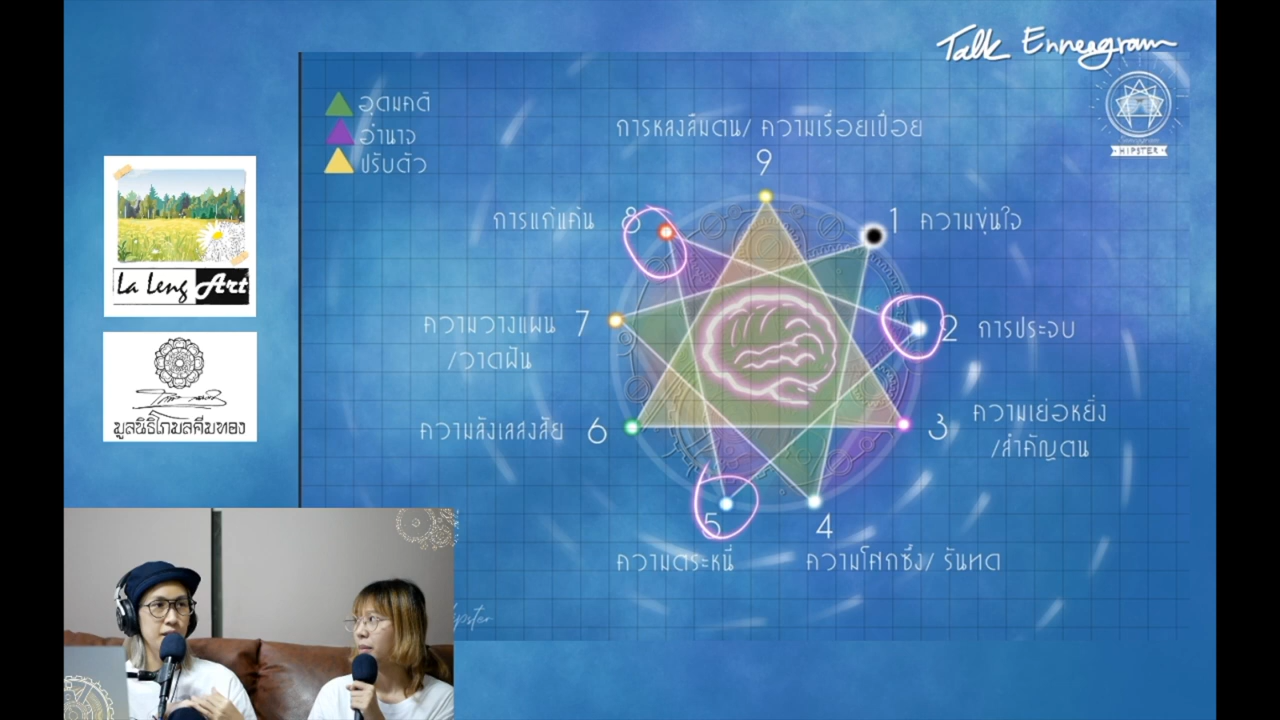 Talk Enneagram
HIPSTER
อุดมคติ
อำนาจ
ปรับตัว
การหลงลืมตน/ ความเรื่อยเปื่อย
9
การแก้แค้น 8
1 ความขุ่นใจ
ความวางแผน 7
/วาดฝัน
2 การประจบ
ความลังเลสงสัย 6
3 ความเย่อหยิ่ง
/สำคัญตน
5
4
ความตระหนี่
ความโศกซึ้ง/ รันทด
La Leng Art
มูลนิธิโกมลคีมทอง